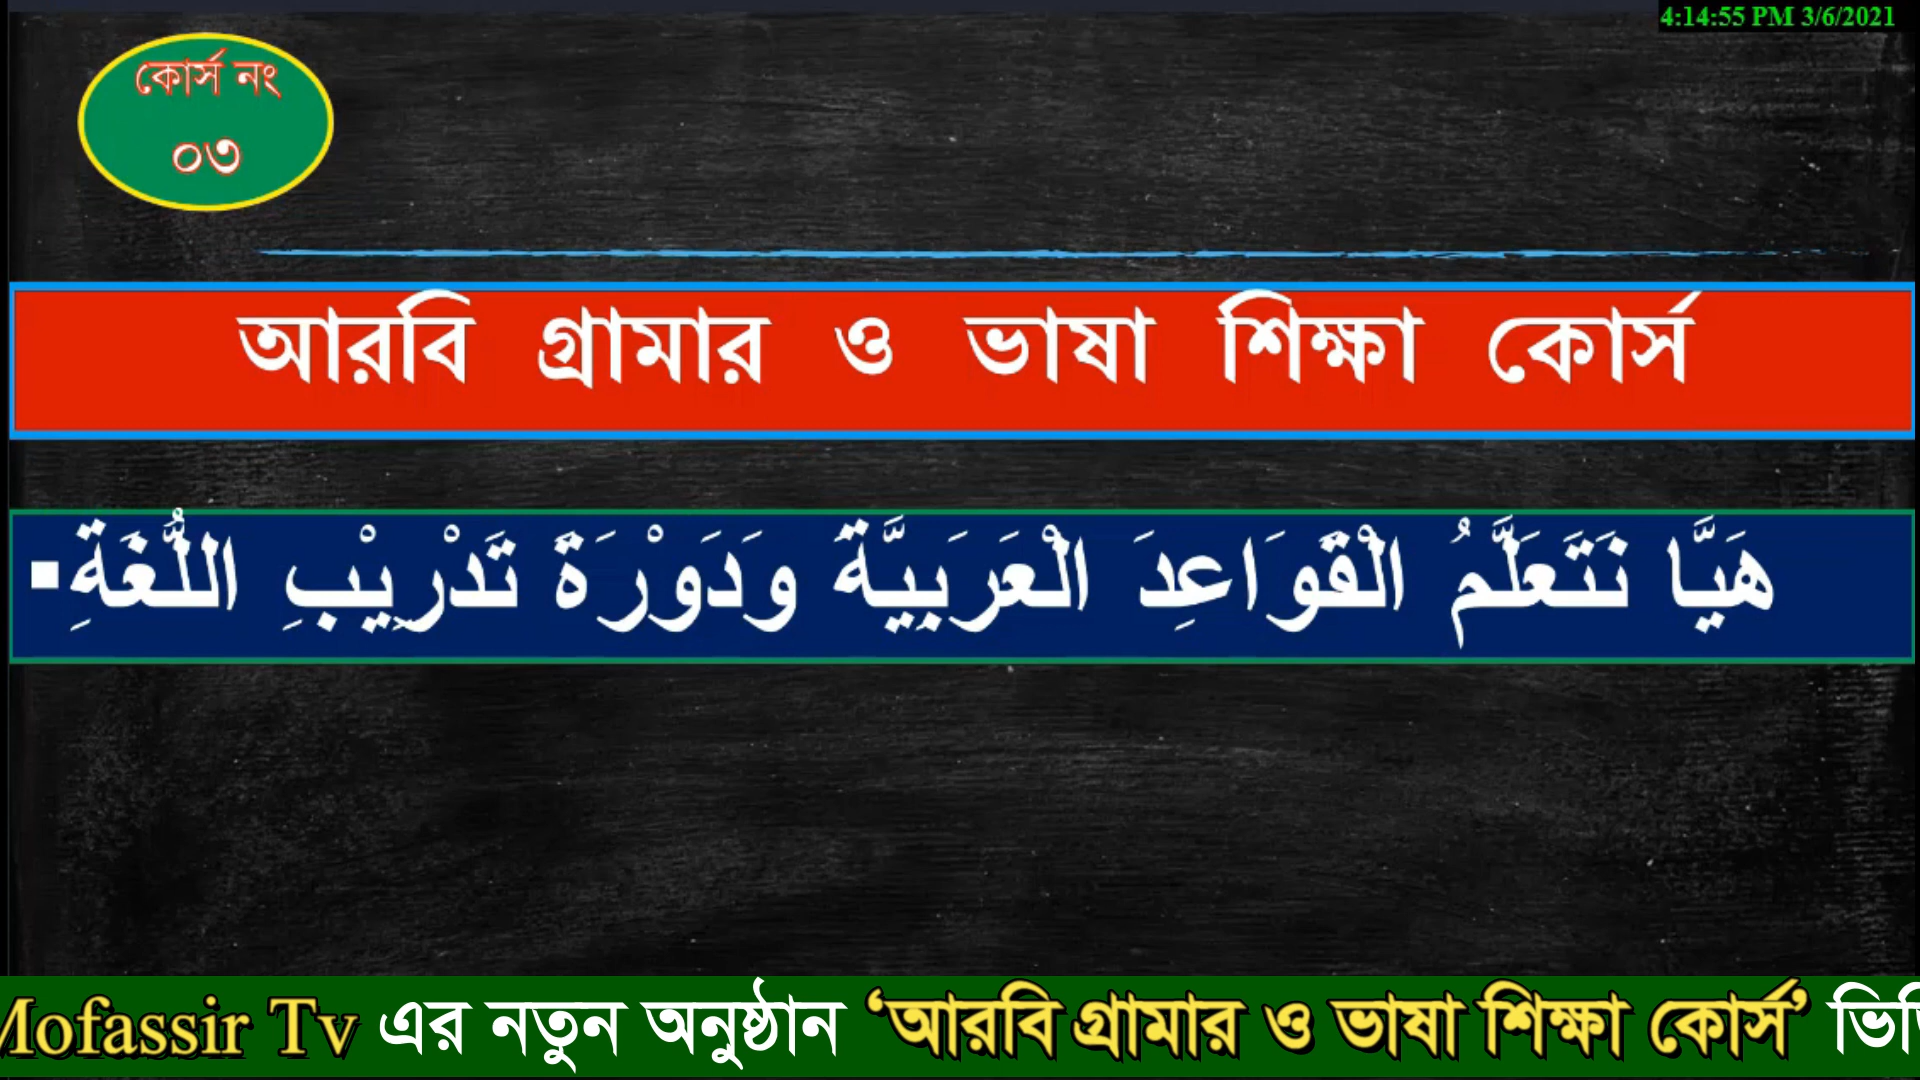 4:14:55 PM 3/6/2021
কোর্স নং
০৩
আরবি গ্রামার ও ভাষা শিক্ষা কোর্স
هَيَّا نَتَعَلَّمُ الْقَوَاعِدَ الْعَرَبِيَّةَ وَدَوْرَةَ تَدْرِيْبِ اللُّغَةِ
Mofassir Tv এর নতুন অনুষ্ঠান ‘আরবি গ্রামার ও ভাষা শিক্ষা কোর্স’